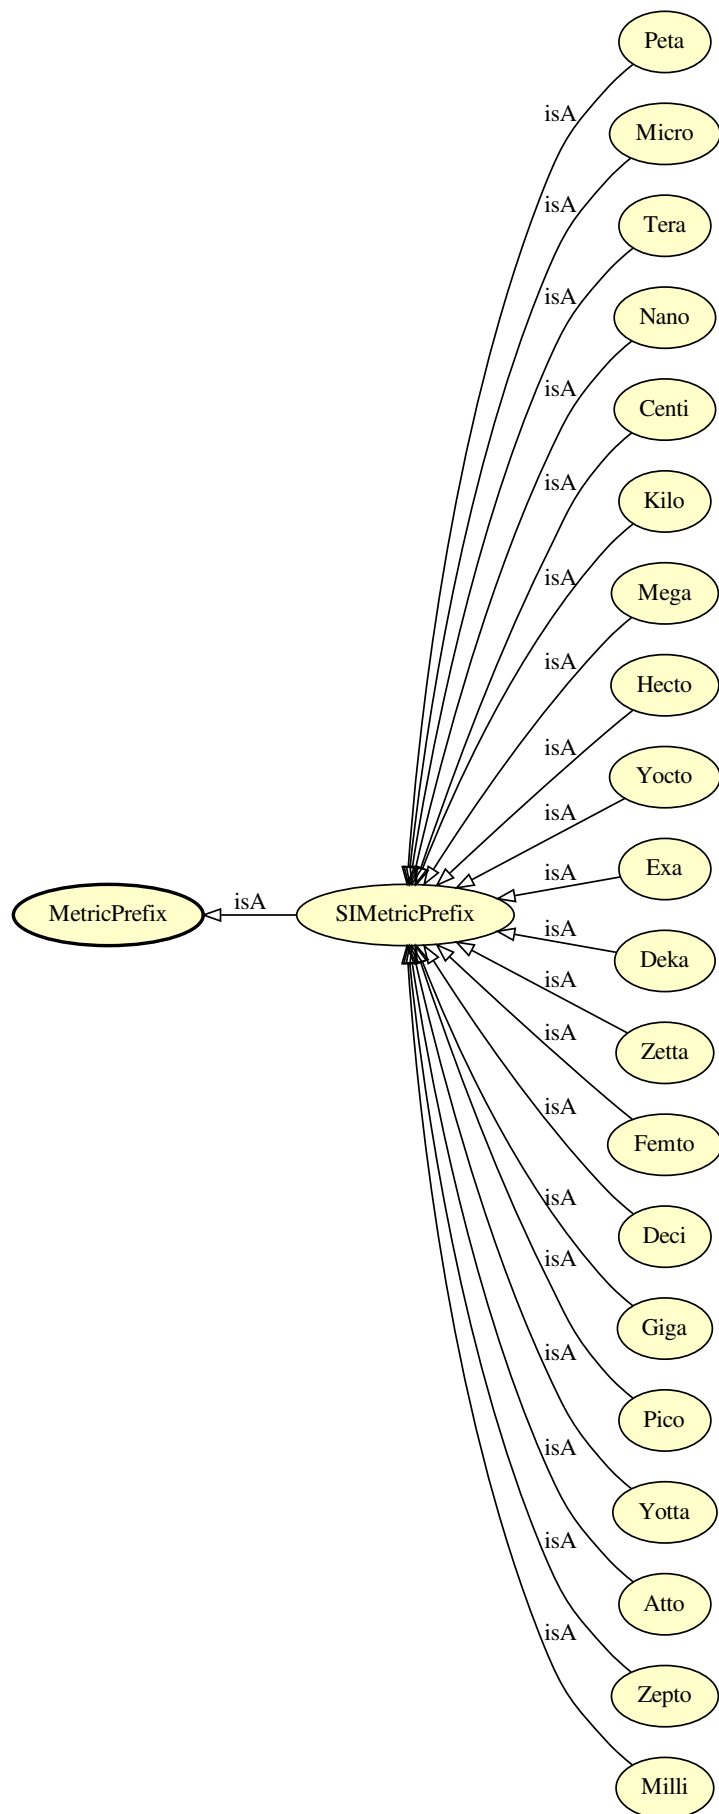 Peta
isA
Micro
isA
Tera
isA
Nano
isA
Centi
isA
Kilo
isA
Mega
isA
Hecto
isA
Yocto
isA
Exa
isA
MetricPrefix
isA
SIMetricPrefix
isA
Deka
isA
Zetta
isA
Femto
isA
Deci
isA
Giga
isA
Pico
isA
Yotta
isA
Atto
isA
Zepto
isA
Milli